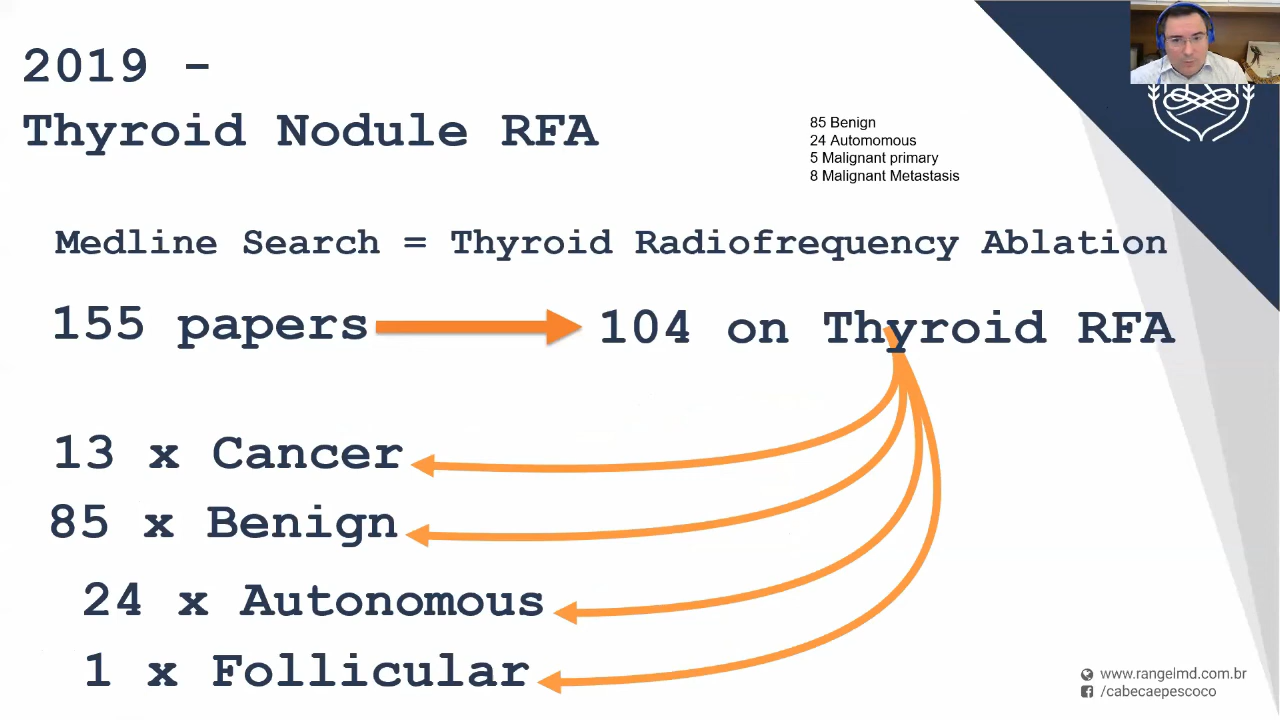 2019 -
Thyroid Nodule RFA
85 Benign
24 Automomous
5 Malignant primary
8 Malignant Metastasis
Medline Search = Thyroid Radiofrequency Ablation
155 papers
104 on Thyroid RFA
13 x Cancer
85 x Benign
24 x Autonomous
1 x Follicular
www.rangelmd.com.br
/cabecaepescoco